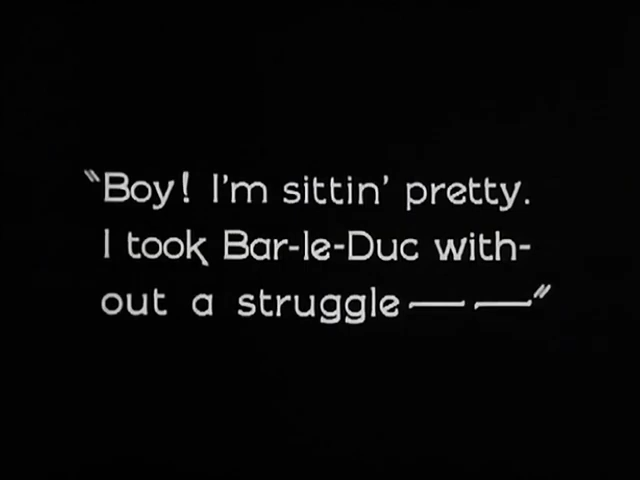 "Boy! I'm sittin' pretty.
I took Bar-le-Duc with-
out a struggle — —"